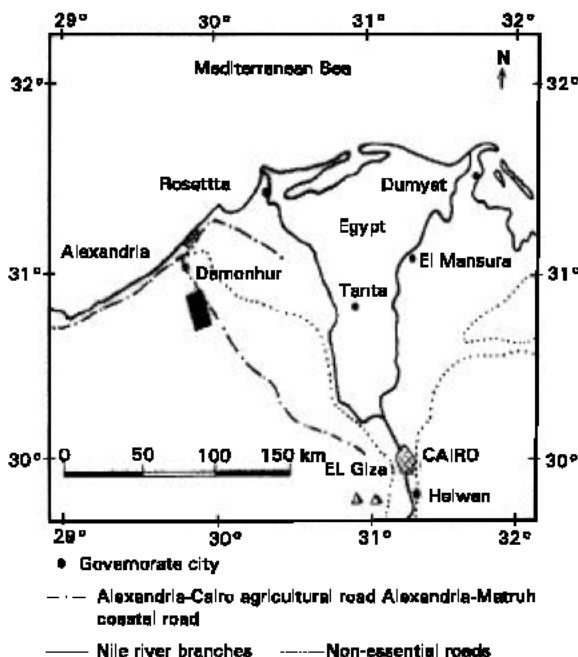 29° 30° 31° 32°
Mediterranean Sea
N
32° 32°
Rosettta
Dumyat
Egypt
Alexandria
El Mansura
31° 31°
Damonhur
Tanta
0 50 100 150 km
30° EL Giza CAIRO 30°
Helwan
29° 30° 31° 32°
Governorate city
Alexandria-Cairo agricultural road Alexandria-Matruh
coastal road
Nile river branches Non-essential roads